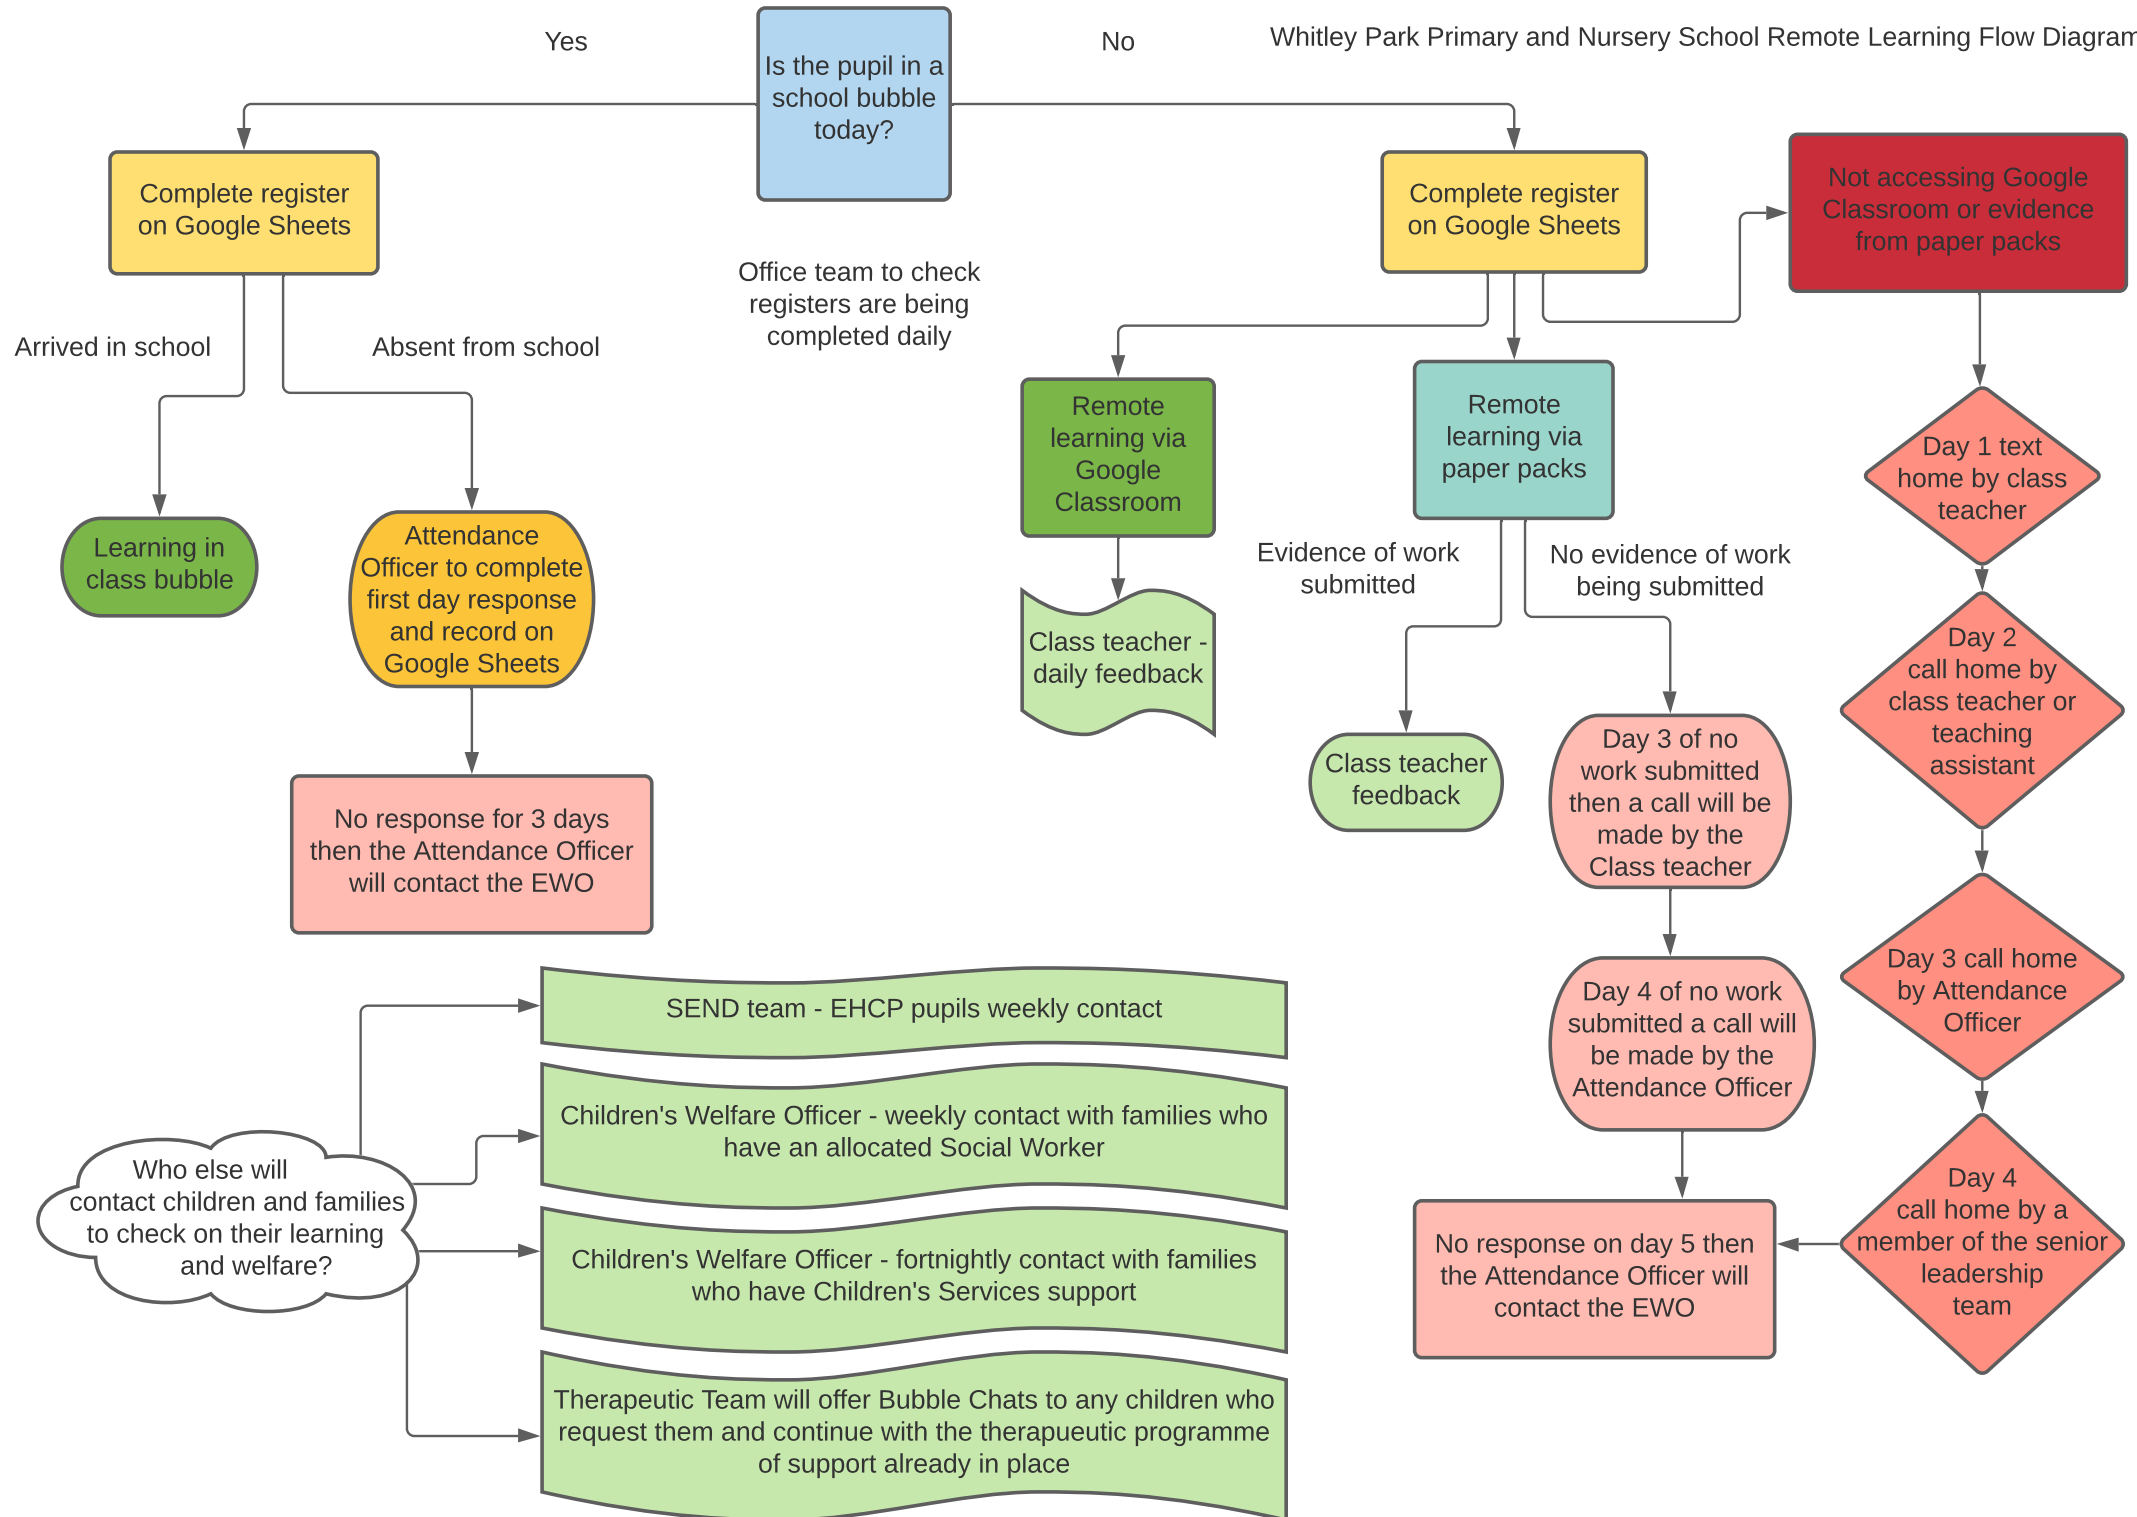 Yes
Is the pupil in a
school bubble
today?
No
Whitley Park Primary and Nursery School Remote Learning Flow Diagram
Complete register
on Google Sheets
Complete register
on Google Sheets
Not accessing Google
Classroom or evidence
from paper packs
Office team to check
registers are being
completed daily
Arrived in school
Absent from school
Learning in
class bubble
Attendance
Officer to complete
first day response
and record on
Google Sheets
No response for 3 days
then the Attendance Officer
will contact the EWO
Remote
learning via
Google
Classroom
Class teacher -
daily feedback
Remote
learning via
paper packs
Evidence of work
submitted
No evidence of work
being submitted
Class teacher
feedback
Day 3 of no
work submitted
then a call will be
made by the
Class teacher
Day 4 of no work
submitted a call will
be made by the
Attendance Officer
No response on day 5 then
the Attendance Officer will
contact the EWO
Day 1 text
home by class
teacher
Day 2
call home by
class teacher or
teaching
assistant
Day 3 call home
by Attendance
Officer
Day 4
call home by a
member of the senior
leadership
team
Who else will
contact children and families
to check on their learning
and welfare?
SEND team - EHCP pupils weekly contact
Children's Welfare Officer - weekly contact with families who
have an allocated Social Worker
Children's Welfare Officer - fortnightly contact with families
who have Children's Services support
Therapeutic Team will offer Bubble Chats to any children who
request them and continue with the therapueutic programme
of support already in place